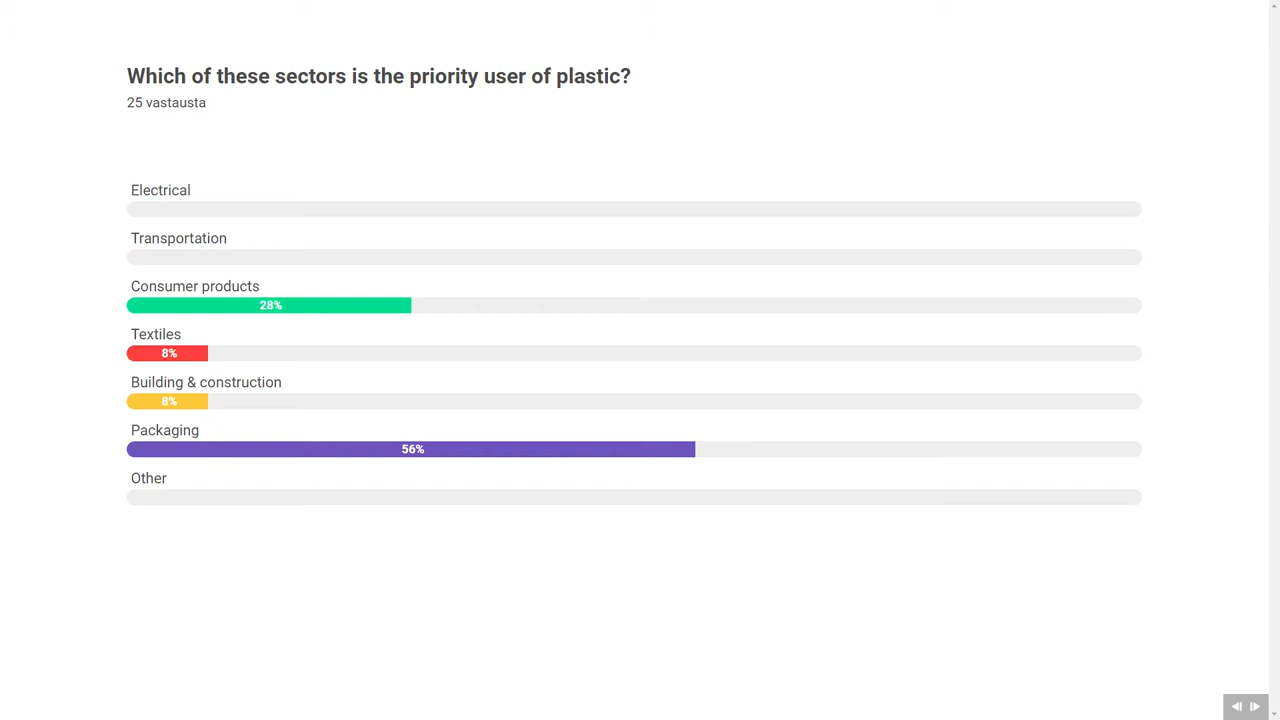 Which of these sectors is the priority user of plastic?
25 vastausta
Electrical
Transportation
Consumer products
28%
Textiles
8%
Building & construction
8%
Packaging
56%
Other